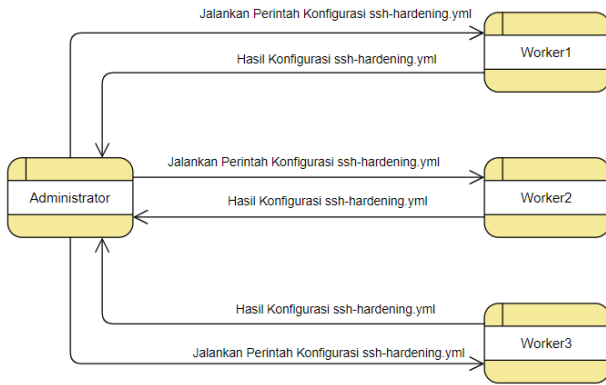 Jalankan Perintah Konfigurasi ssh-hardening.yml
Worker1
Hasil Konfigurasi ssh-hardening.yml
Jalankan Perintah Konfigurasi ssh-hardening.yml
Administrator
Worker2
Hasil Konfigurasi ssh-hardening.yml
Hasil Konfigurasi ssh-hardening.yml
Worker3
Jalankan Perintah Konfigurasi ssh-hardening.yml